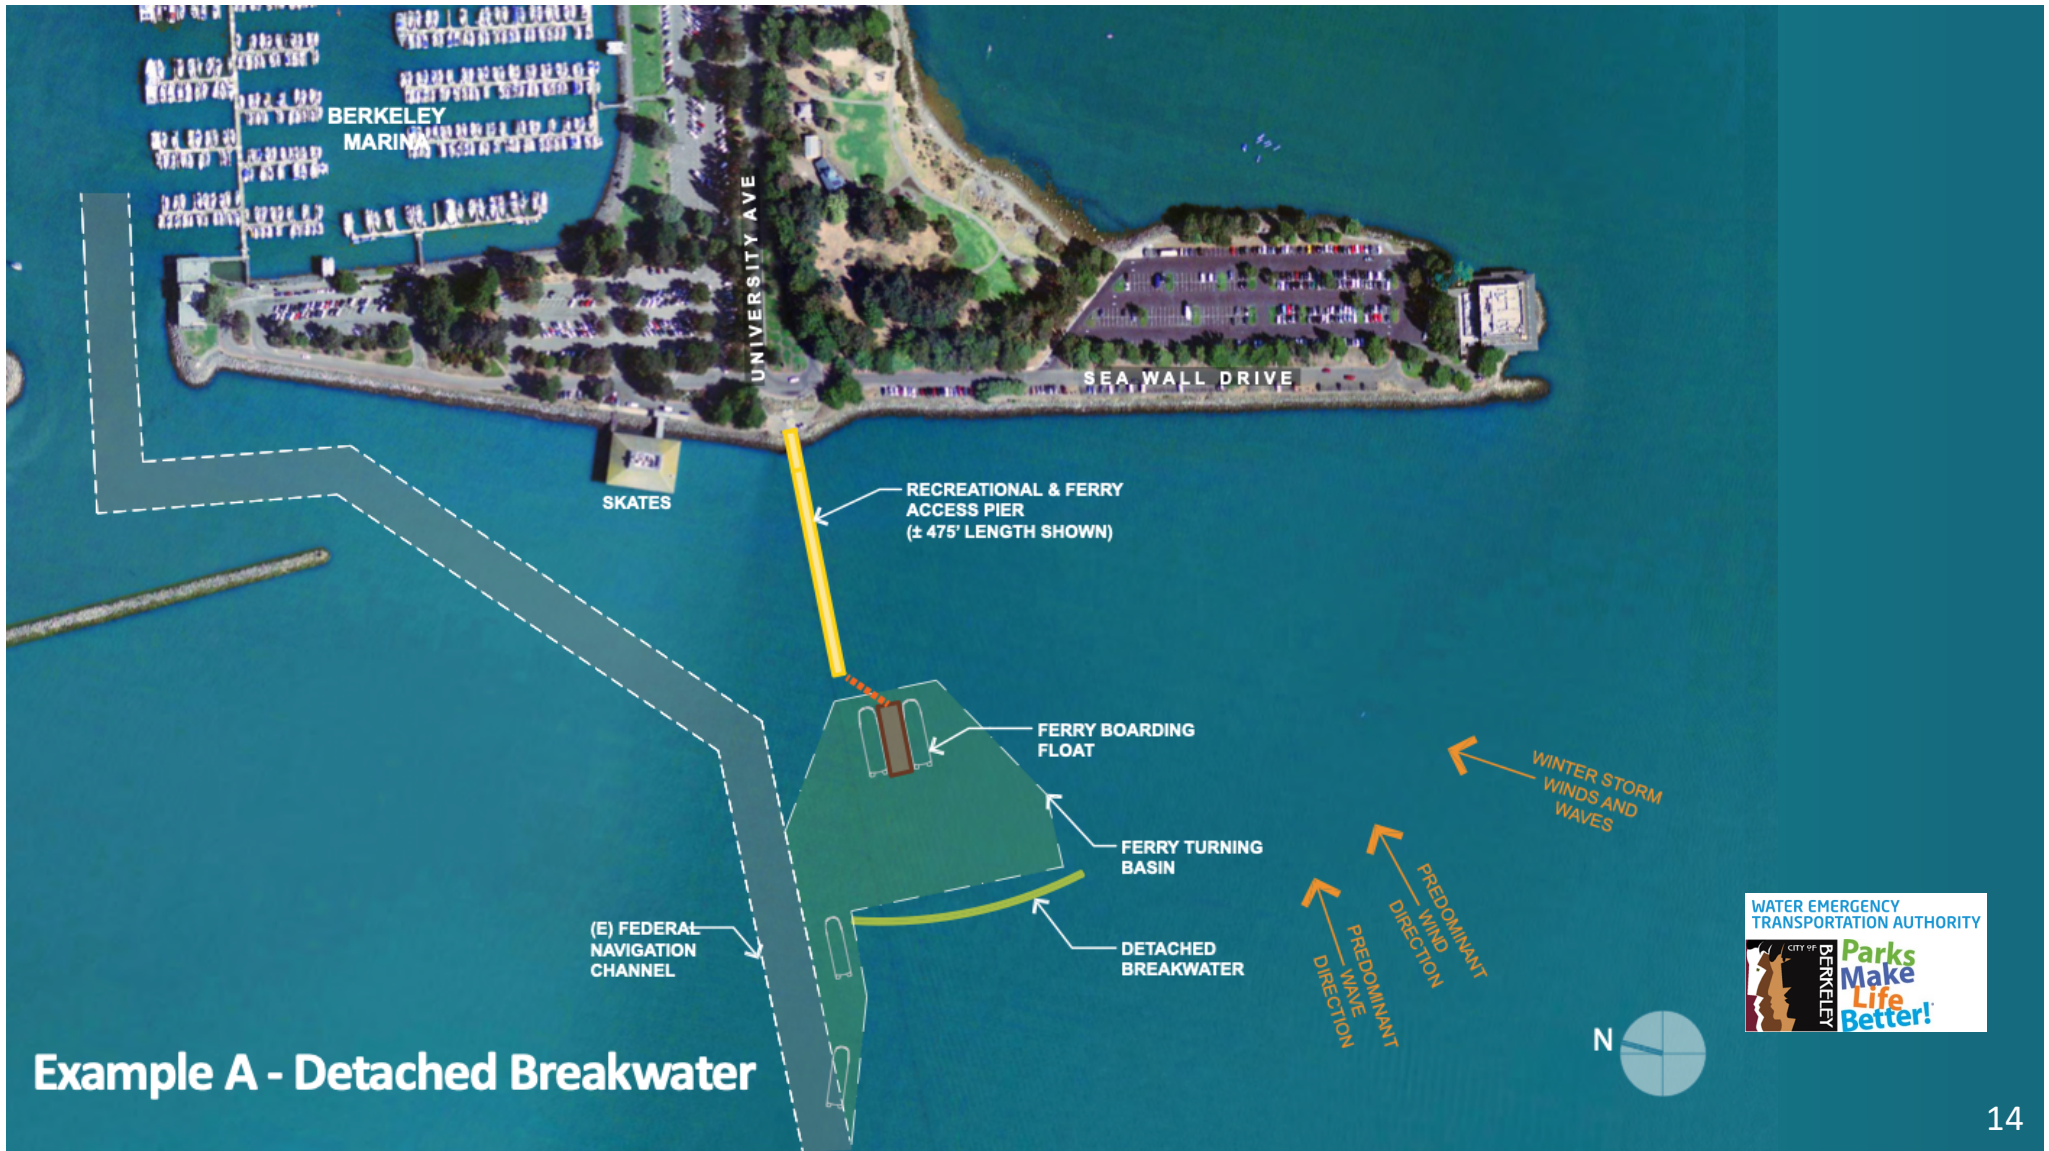 BERKELEY
MARINA
UNIVERSITY AVE
SEA WALL DRIVE
SKATES
RECREATIONAL & FERRY
ACCESS PIER
(± 475' LENGTH SHOWN)
FERRY BOARDING
FLOAT
WINTER STORM
WINDS AND
WAVES
FERRY TURNING
BASIN
PREDOMINANT
WIND
DIRECTION
PREDOMINANT
WAVE
DIRECTION
(E) FEDERAL
NAVIGATION
CHANNEL
DETACHED
BREAKWATER
WATER EMERGENCY
TRANSPORTATION AUTHORITY
CITY OF
BERKELEY
Parks
Make
Life
Better!
N
Example A - Detached Breakwater
14